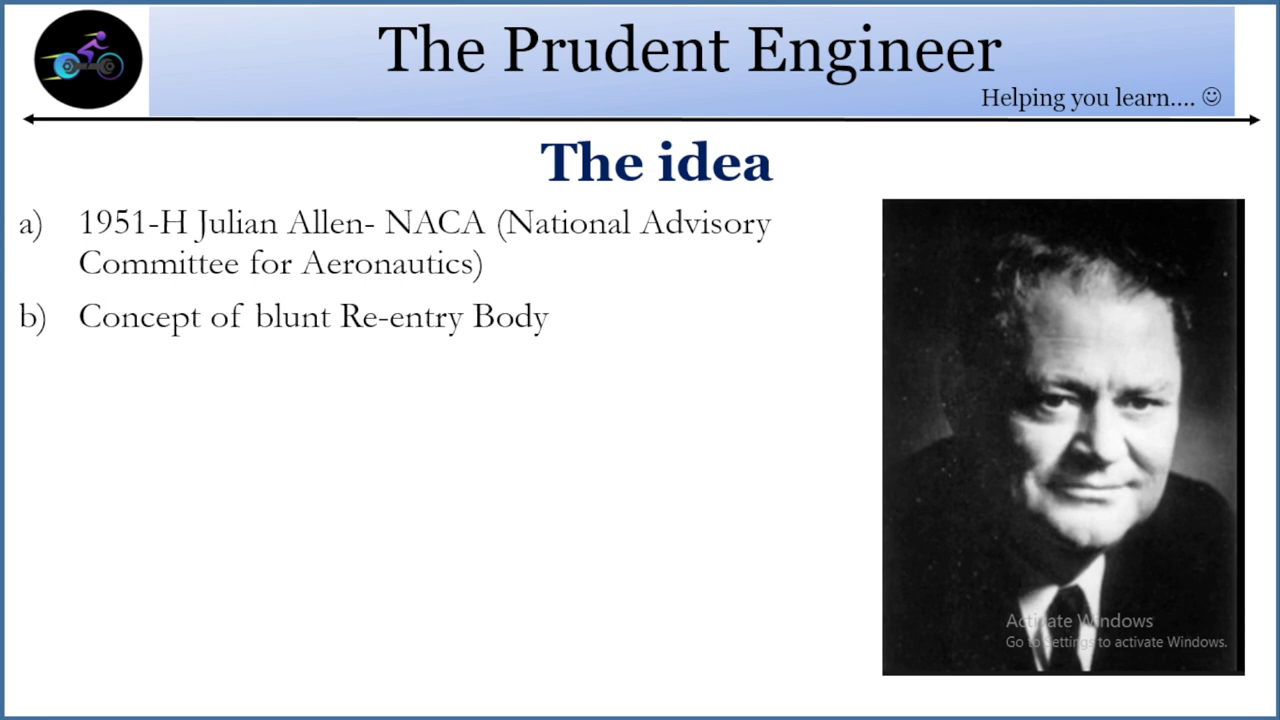 The Prudent Engineer
Helping you learn.... ☺
The idea
a) 1951-H Julian Allen- NACA (National Advisory
Committee for Aeronautics)
b) Concept of blunt Re-entry Body
Activate Windows
Go to Settings to activate Windows.